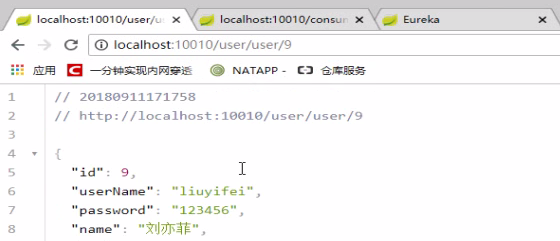 localhost:10010/user/u
localhost:10010/consun
Eureka
localhost:10010/user/user/9
应用 一分钟实现内网穿透 NATAPP - 仓库服务
1 // 20180911171758
2 // http://localhost:10010/user/user/9
3
4 {
5 "id": 9,
6 "userName": "liuyifei",
7 "password": "123456",
8 "name": "刘亦菲",